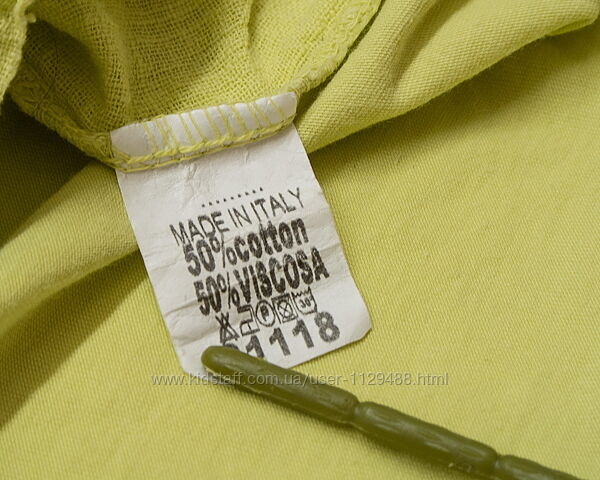 MADE IN ITALY
50%cotton
50%VISCOSA
1118
www.kidstaff.com.ua/user-1129488.html